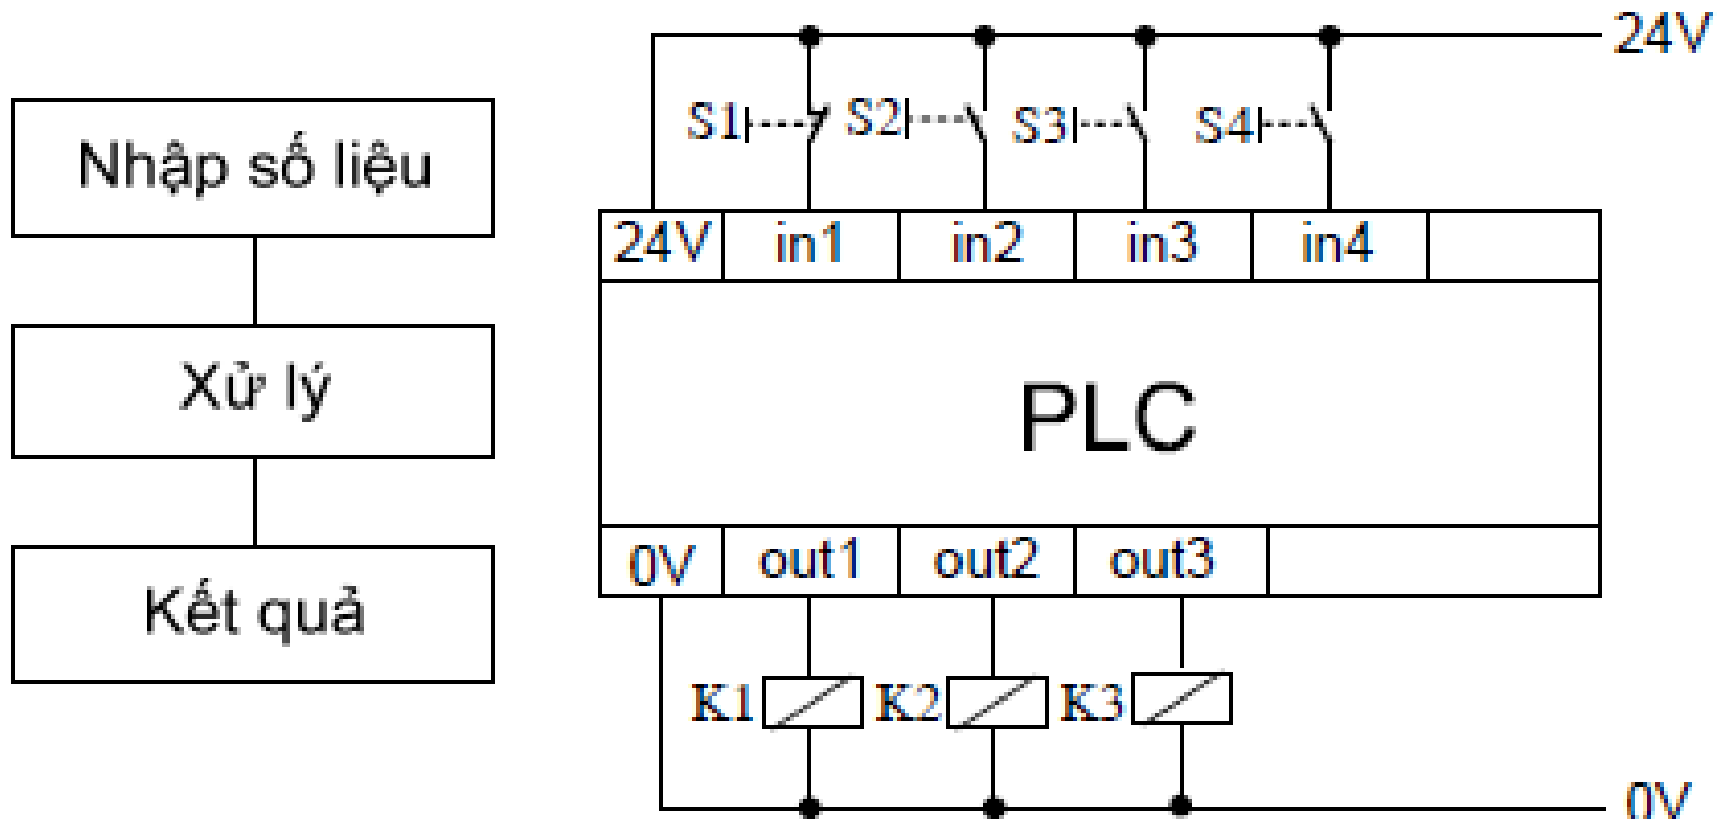 Nhập số liệu
Xử lý
Kết quả
24V
S1
S2
S3
S4
24V
in1
in2
in3
in4
PLC
0V
out1
out2
out3
K1
K2
K3
0V